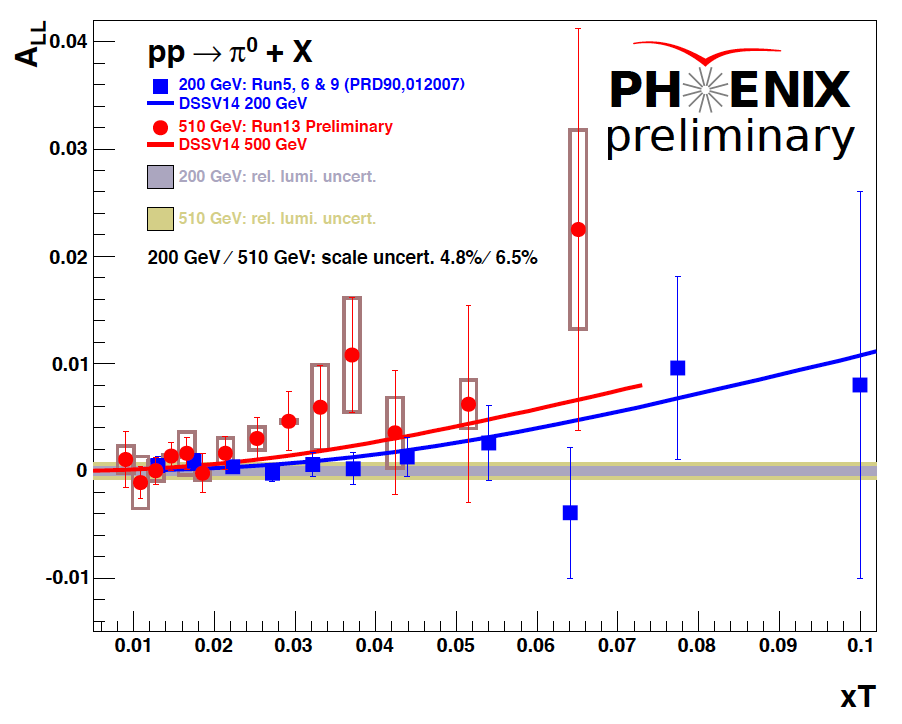 A_LL
0.04
0.03
0.02
0.01
0
-0.01
pp → π⁰ + X
200 GeV: Run5, 6 & 9 (PRD90,012007)
DSSV14 200 GeV
510 GeV: Run13 Preliminary
DSSV14 500 GeV
200 GeV: rel. lumi. uncert.
510 GeV: rel. lumi. uncert.
200 GeV / 510 GeV: scale uncert. 4.8% / 6.5%
PHENIX
preliminary
0.01 0.02 0.03 0.04 0.05 0.06 0.07 0.08 0.09 0.1
xT